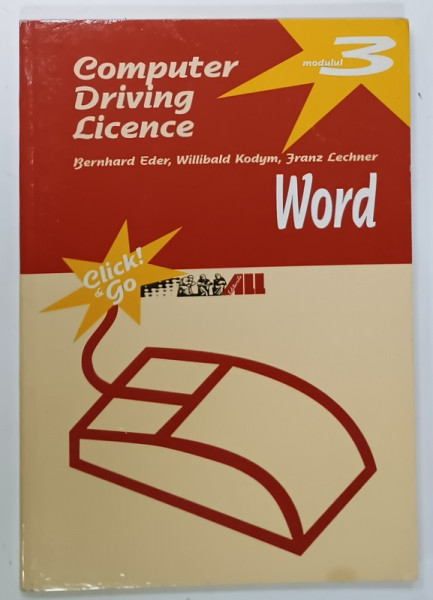 Computer
Driving
Licence
modulul 3
Bernhard Eder, Willibald Kodym, Franz Lechner
Word
Click!
& Go
ALL